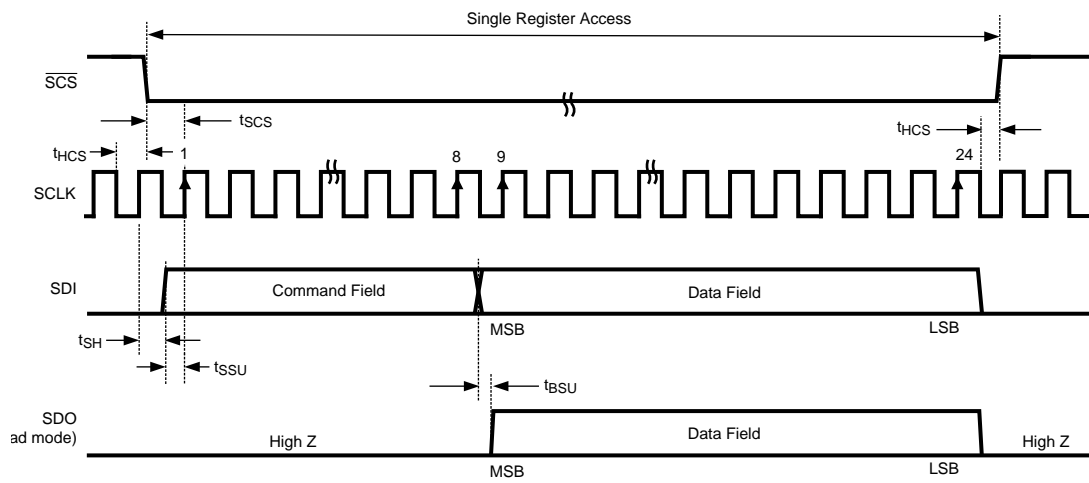 Single Register Access
SCS
tSCS
tHCS
tHCS
1
8
9
24
SCLK
SDI
Command Field
Data Field
MSB
LSB
tSH
tSSU
tBSU
SDO
ad mode)
High Z
Data Field
High Z
MSB
LSB